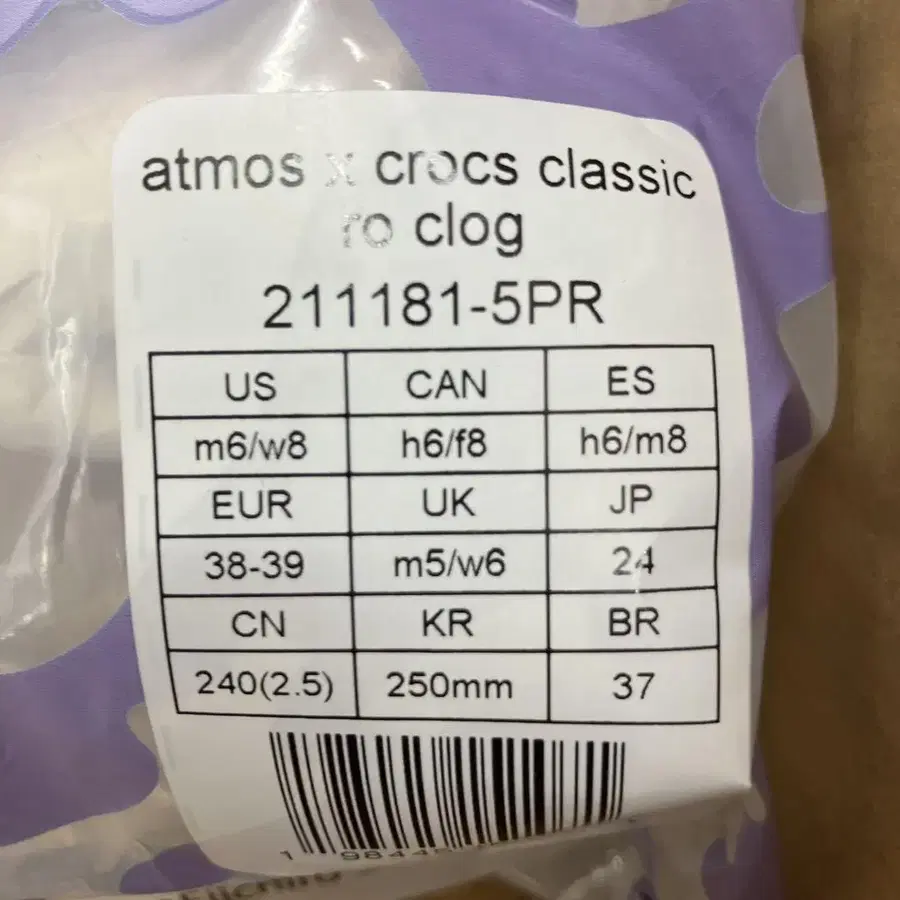 atmos x crocs classic
ro clog
211181-5PR
US CAN ES
m6/w8 h6/f8 h6/m8
EUR UK JP
38-39 m5/w6 24
CN KR BR
240(2.5) 250mm 37